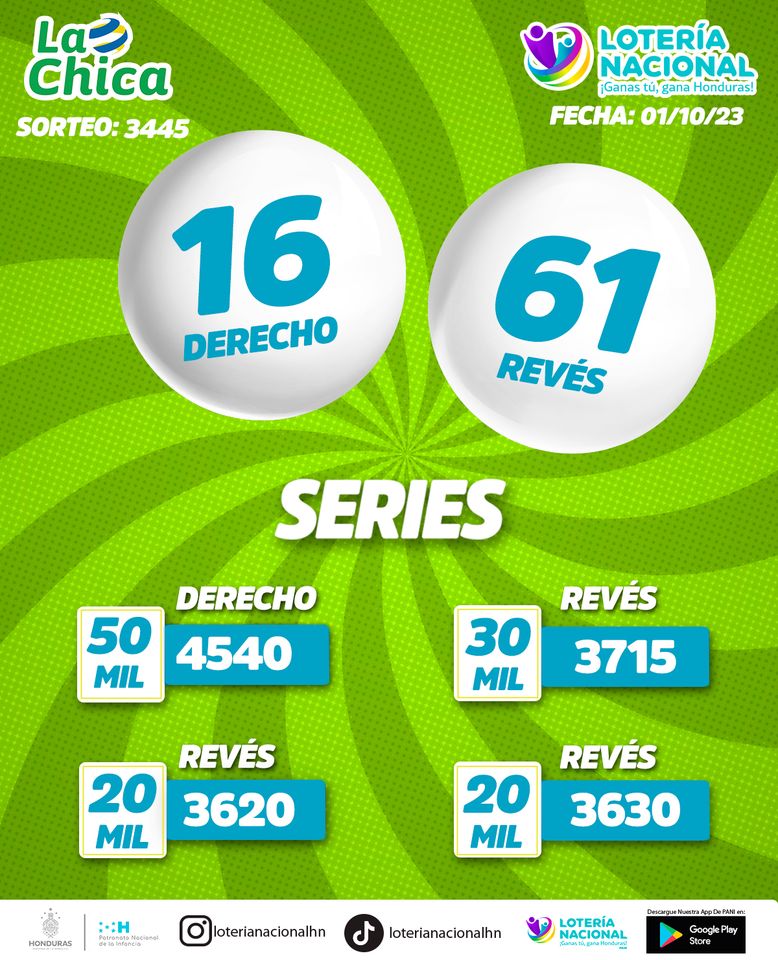 La
Chica
SORTEO: 3445
LOTERÍA
NACIONAL
¡Ganas tú, gana Honduras!
FECHA: 01/10/23
16
DERECHO
61
REVÉS
SERIES
DERECHO
50
MIL
4540
REVÉS
30
MIL
3715
REVÉS
20
MIL
3620
REVÉS
20
MIL
3630
HONDURAS
Patronato Nacional
de la Infancia
loterianacionalhn
loterianacionalhn
LOTERÍA
NACIONAL
¡Ganas tú, gana Honduras!
Descargue Nuestra App De PANI en:
Google Play
Store